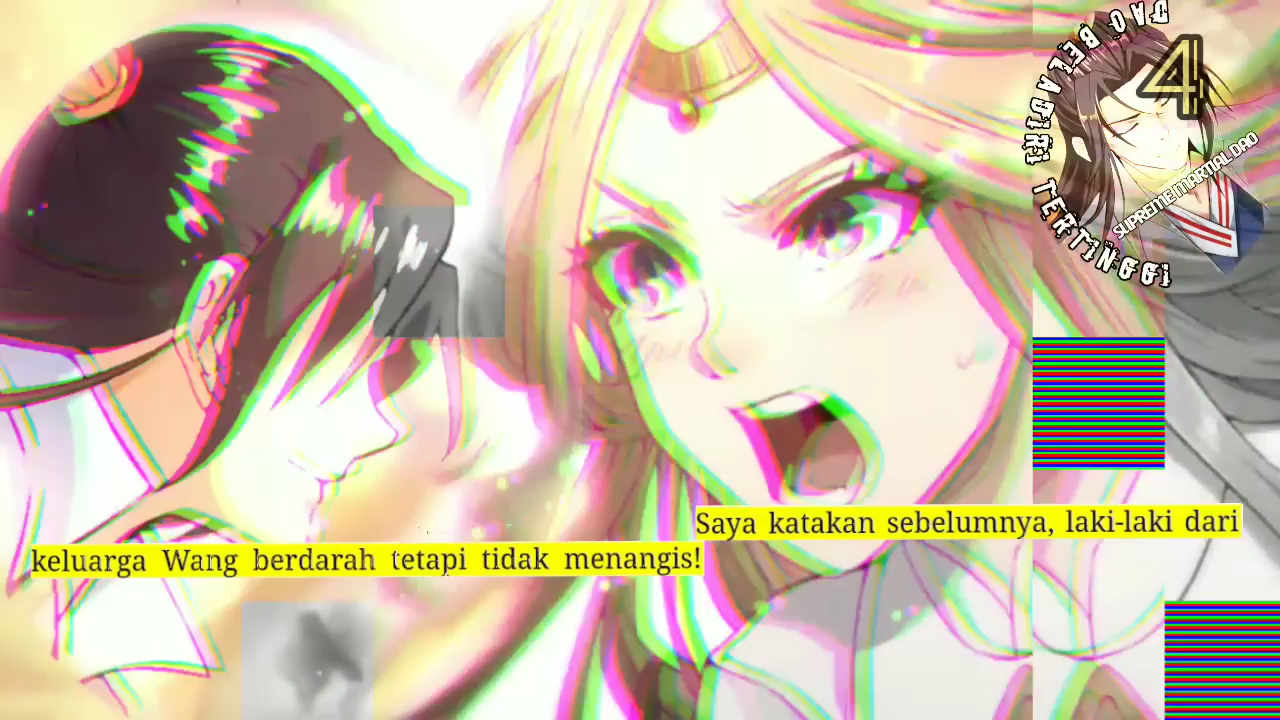 DAO BELADIRI TERTINGGI
4
SUPREME MARTIAL DAO
Saya katakan sebelumnya, laki-laki dari
keluarga Wang berdarah tetapi tidak menangis!